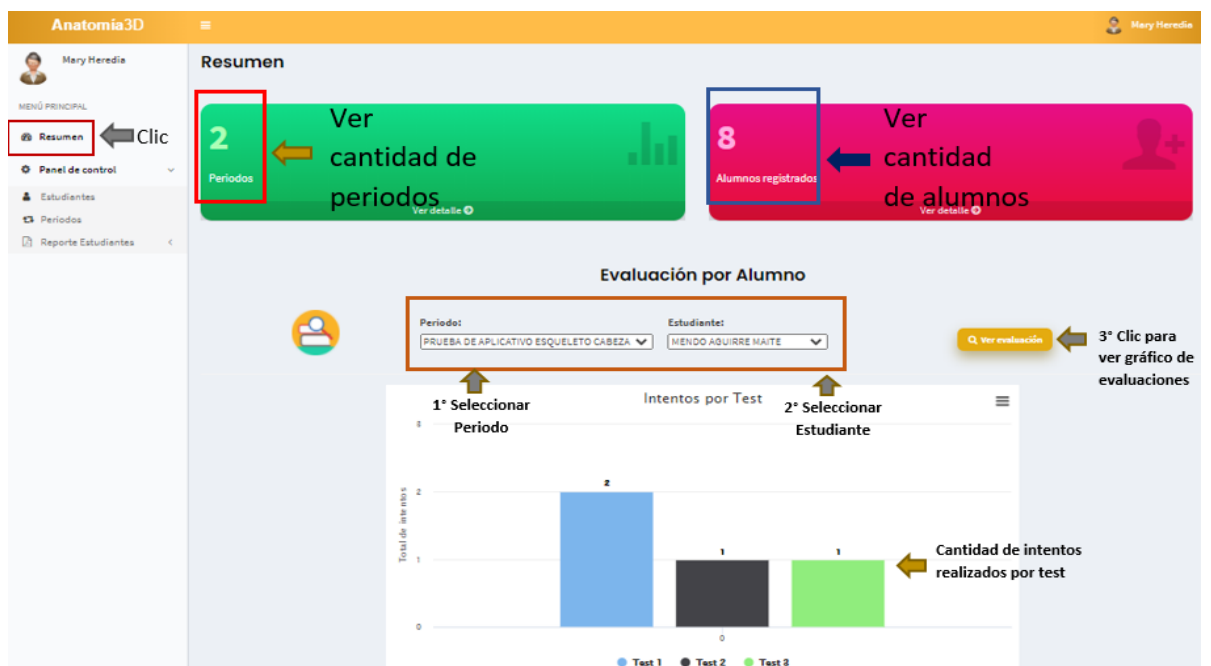 Anatomía3D
Mary Heredia
Mary Heredia
MENÚ PRINCIPAL
Resumen
Clic
Panel de control
Estudiantes
Periodos
Reporte Estudiantes
Resumen
2
Periodos
Ver
cantidad de
periodos
Ver detalle
8
Alumnos registrados
Ver
cantidad
de alumnos
Ver detalle
Evaluación por Alumno
Periodo:
PRUEBA DE APLICATIVO ESQUELETO CABEZA
Estudiante:
MENDO AGUIRRE MAITE
Ver evaluación
3° Clic para
ver gráfico de
evaluaciones
1° Seleccionar
Periodo
2° Seleccionar
Estudiante
Intentos por Test
Total de intentos
3
2
1
0
2
1
1
0
Cantidad de intentos
realizados por test
Test 1 Test 2 Test 3